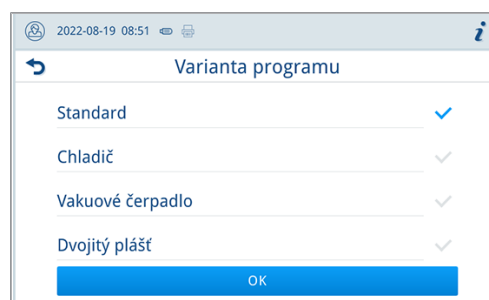 2022-08-19 08:51
i
Varianta programu
Standard
Chladič
Vakuové čerpadlo
Dvojitý plášť
OK